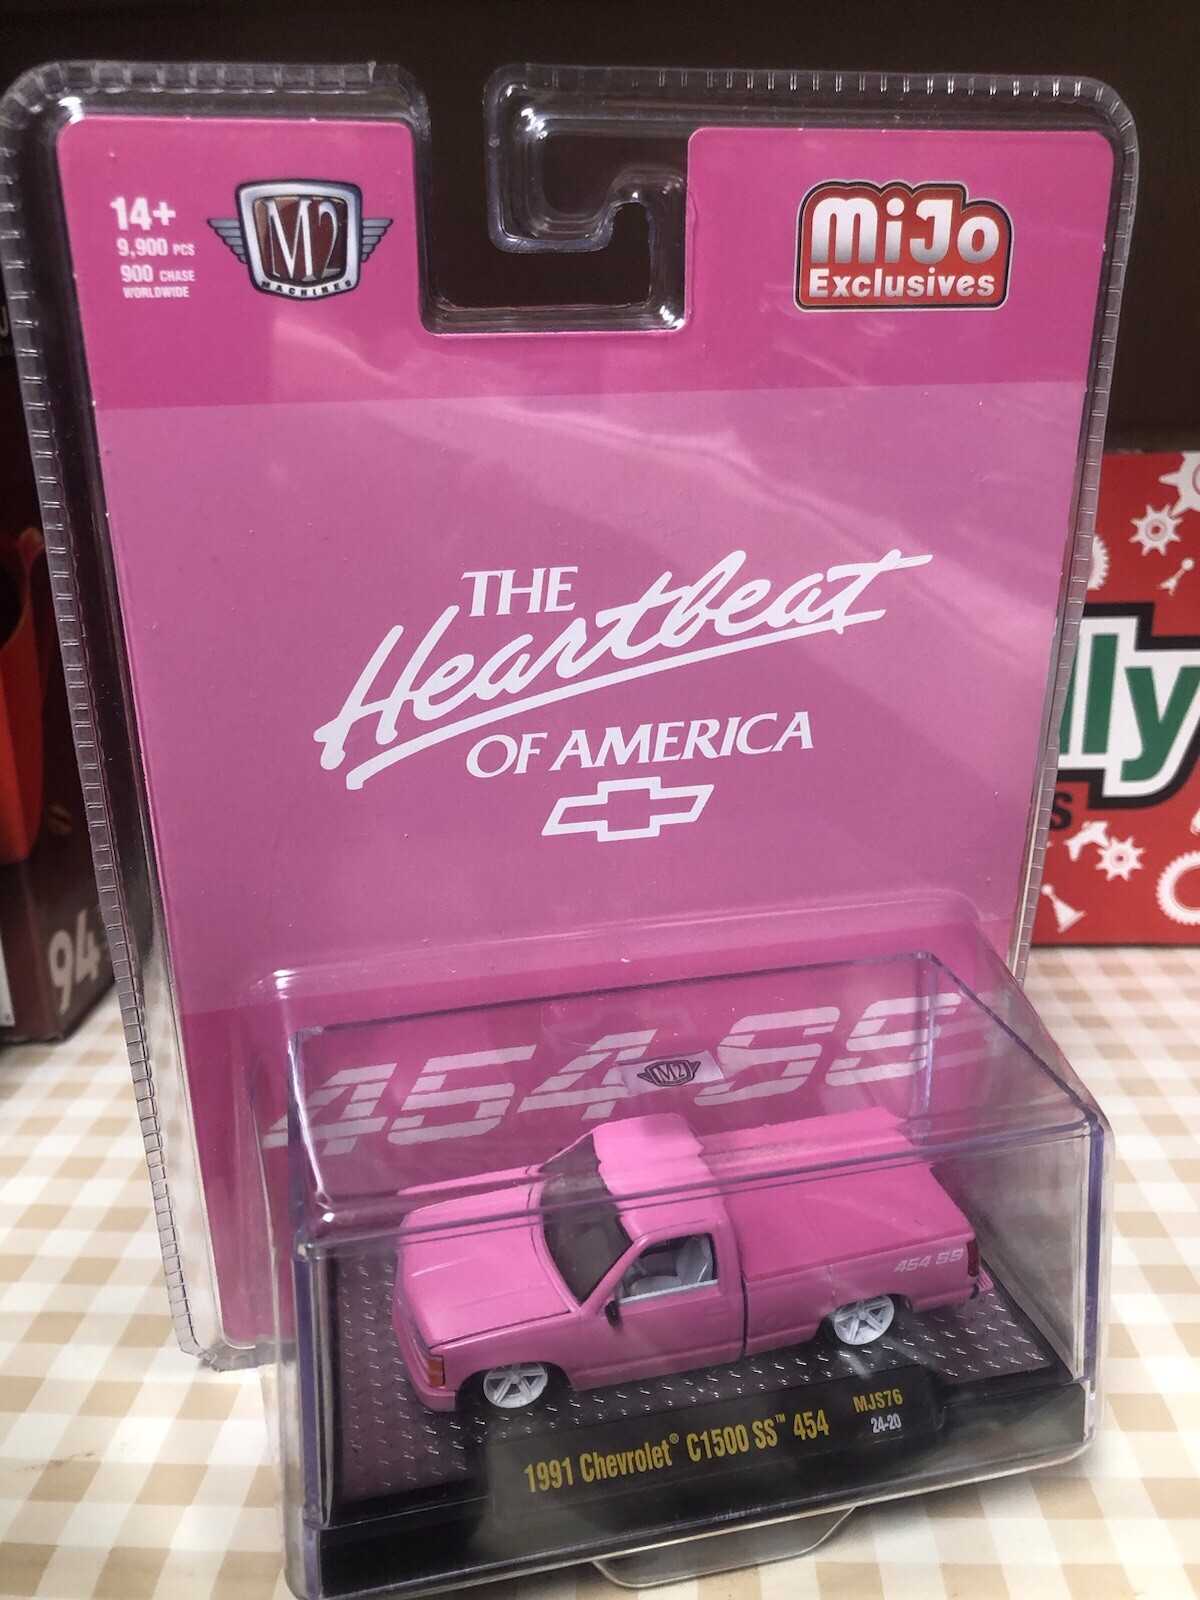 14+
9,900 PCS
900 CHASE
WORLDWIDE
M2
MACHINES
MiJo
Exclusives
THE
Heartbeat
OF AMERICA
454 SS
M2
454 SS
1991 Chevrolet® C1500 SS™ 454
MJS76
24-20
94
lly
S